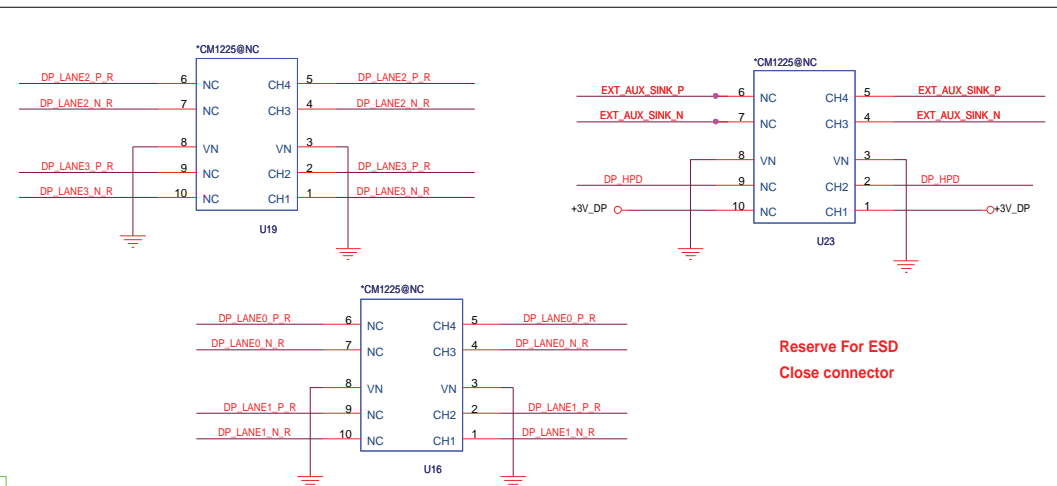 *CM1225@NC
DP_LANE2_P_R 6 NC CH4 5 DP_LANE2_P_R
DP_LANE2_N_R 7 NC CH3 4 DP_LANE2_N_R
8 VN VN 3
DP_LANE3_P_R 9 NC CH2 2 DP_LANE3_P_R
DP_LANE3_N_R 10 NC CH1 1 DP_LANE3_N_R
U19
*CM1225@NC
EXT_AUX_SINK_P 6 NC CH4 5 EXT_AUX_SINK_P
EXT_AUX_SINK_N 7 NC CH3 4 EXT_AUX_SINK_N
8 VN VN 3
DP_HPD 9 NC CH2 2 DP_HPD
+3V_DP 10 NC CH1 1 +3V_DP
U23
*CM1225@NC
DP_LANE0_P_R 6 NC CH4 5 DP_LANE0_P_R
DP_LANE0_N_R 7 NC CH3 4 DP_LANE0_N_R
8 VN VN 3
DP_LANE1_P_R 9 NC CH2 2 DP_LANE1_P_R
DP_LANE1_N_R 10 NC CH1 1 DP_LANE1_N_R
U16
Reserve For ESD
Close connector